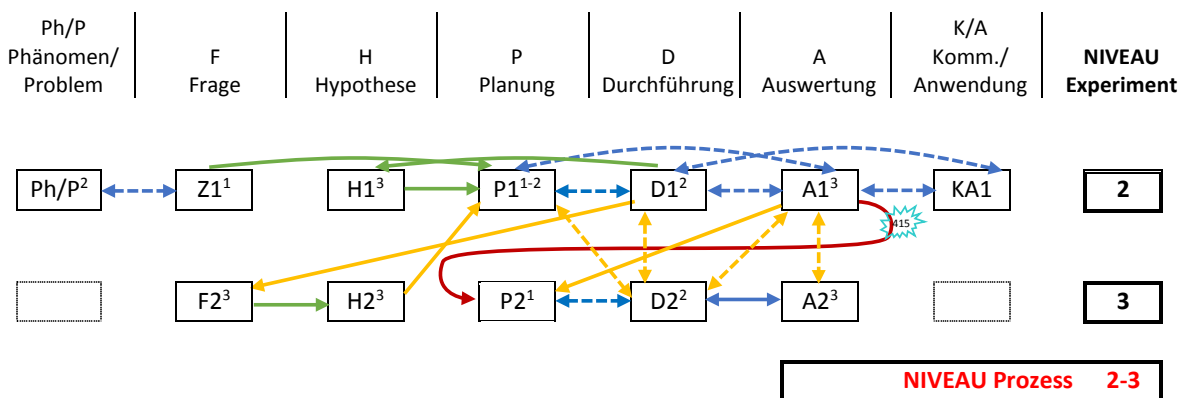 Ph/P
Phänomen/
Problem
F
Frage
H
Hypothese
P
Planung
D
Durchführung
A
Auswertung
K/A
Komm./
Anwendung
NIVEAU
Experiment
Ph/P²
Z1¹
H1³
P1¹⁻²
D1²
A1³
KA1
2
415
F2³
H2³
P2¹
D2²
A2³
3
NIVEAU Prozess 2-3